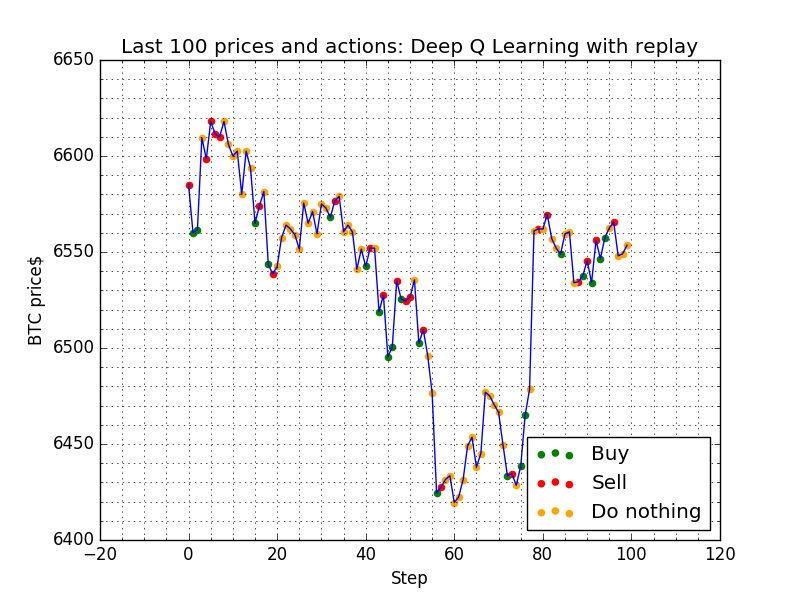 Last 100 prices and actions: Deep Q Learning with replay
6650
6600
6550
6500
6450
6400
BTC price$
−20
0
20
40
60
80
100
120
Step
Buy
Sell
Do nothing